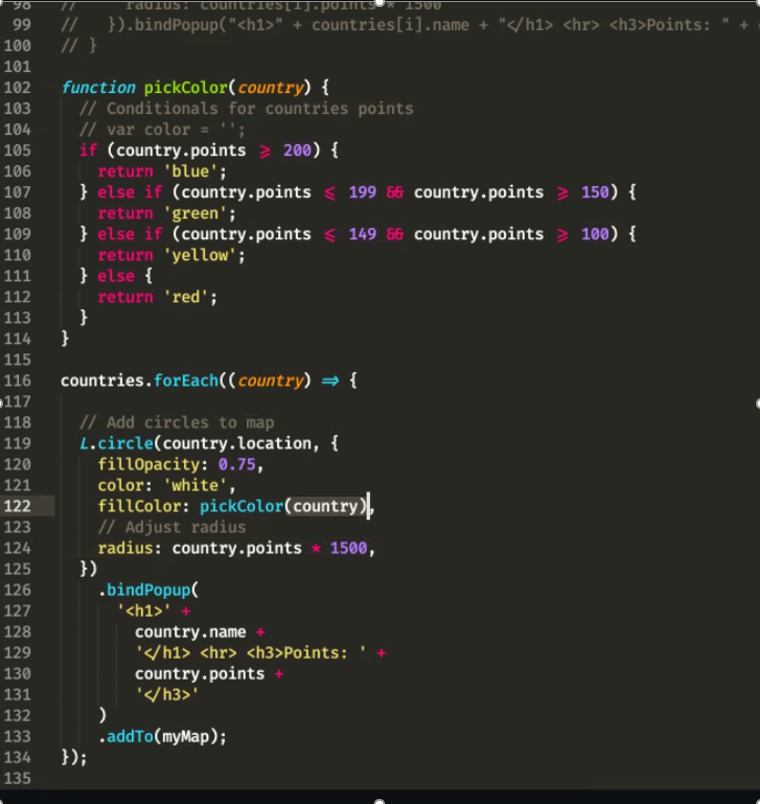 98 //     radius: countries[i].points * 1500
99 //   }).bindPopup("<h1>" + countries[i].name + "</h1> <hr> <h3>Points: " +
100 // }
101
102 function pickColor(country) {
103   // Conditionals for countries points
104   // var color = '';
105   if (country.points >= 200) {
106     return 'blue';
107   } else if (country.points <= 199 && country.points >= 150) {
108     return 'green';
109   } else if (country.points <= 149 && country.points >= 100) {
110     return 'yellow';
111   } else {
112     return 'red';
113   }
114 }
115
116 countries.forEach((country) => {
117
118   // Add circles to map
119   L.circle(country.location, {
120     fillOpacity: 0.75,
121     color: 'white',
122     fillColor: pickColor(country),
123     // Adjust radius
124     radius: country.points * 1500,
125   })
126     .bindPopup(
127       '<h1>' +
128         country.name +
129         '</h1> <hr> <h3>Points: ' +
130         country.points +
131         '</h3>'
132     )
133     .addTo(myMap);
134 });
135